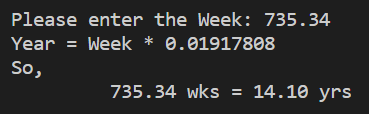 Please enter the Week: 735.34
Year = Week * 0.01917808
So,
735.34 wks = 14.10 yrs